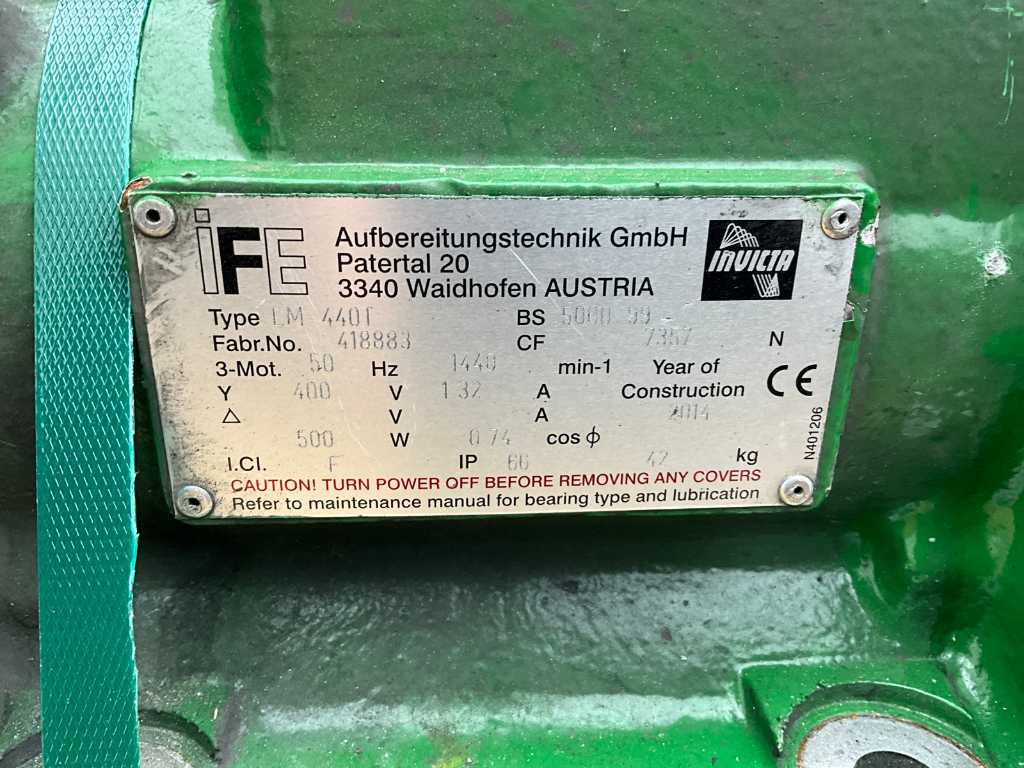 iFE
Aufbereitungstechnik GmbH
Patertal 20
3340 Waidhofen AUSTRIA
INVICTA
Type LM 440T BS 5000 99
Fabr.No. 418883 CF 7357 N
3-Mot. 50 Hz 1440 min-1 Year of
Y 400 V 1 32 A Construction
△ V A 2014
500 W 0 74 cos ϕ
I.Cl. F IP 66 42 kg
CE
N401206
CAUTION! TURN POWER OFF BEFORE REMOVING ANY COVERS
Refer to maintenance manual for bearing type and lubrication